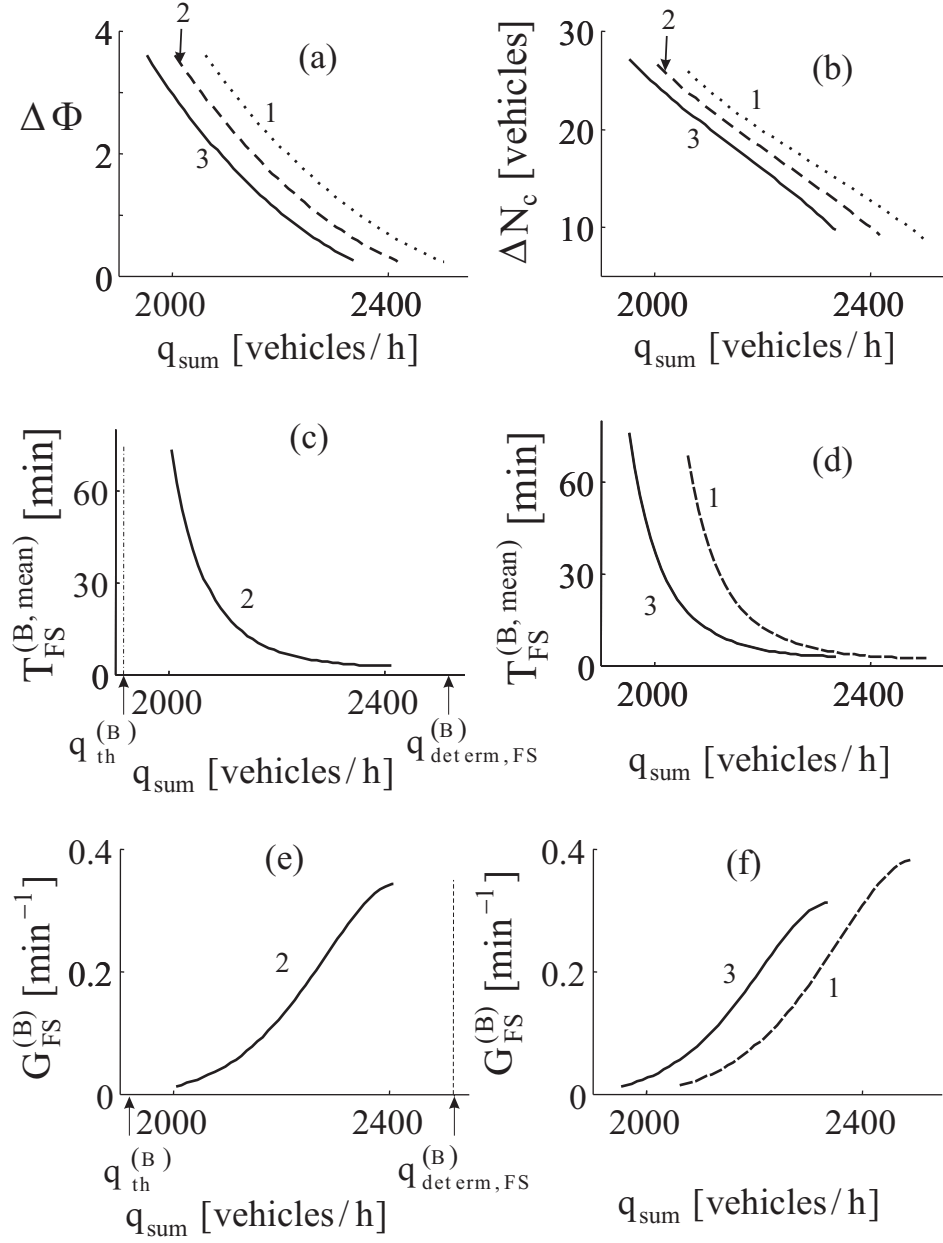 (a)
4
2
0
ΔΦ
2
1
3
2000
2400
q_sum [vehicles/h]
(b)
30
20
10
ΔN_c [vehicles]
2
1
3
2000
2400
q_sum [vehicles/h]
(c)
60
30
0
T_FS^(B, mean) [min]
2
2000
2400
q_th^(B)
q_determ,FS^(B)
q_sum [vehicles/h]
(d)
60
30
0
T_FS^(B, mean) [min]
1
3
2000
2400
q_sum [vehicles/h]
(e)
0.4
0.2
0
G_FS^(B) [min^−1]
2
2000
2400
q_th^(B)
q_determ,FS^(B)
q_sum [vehicles/h]
(f)
0.4
0.2
0
G_FS^(B) [min^−1]
3
1
2000
2400
q_sum [vehicles/h]